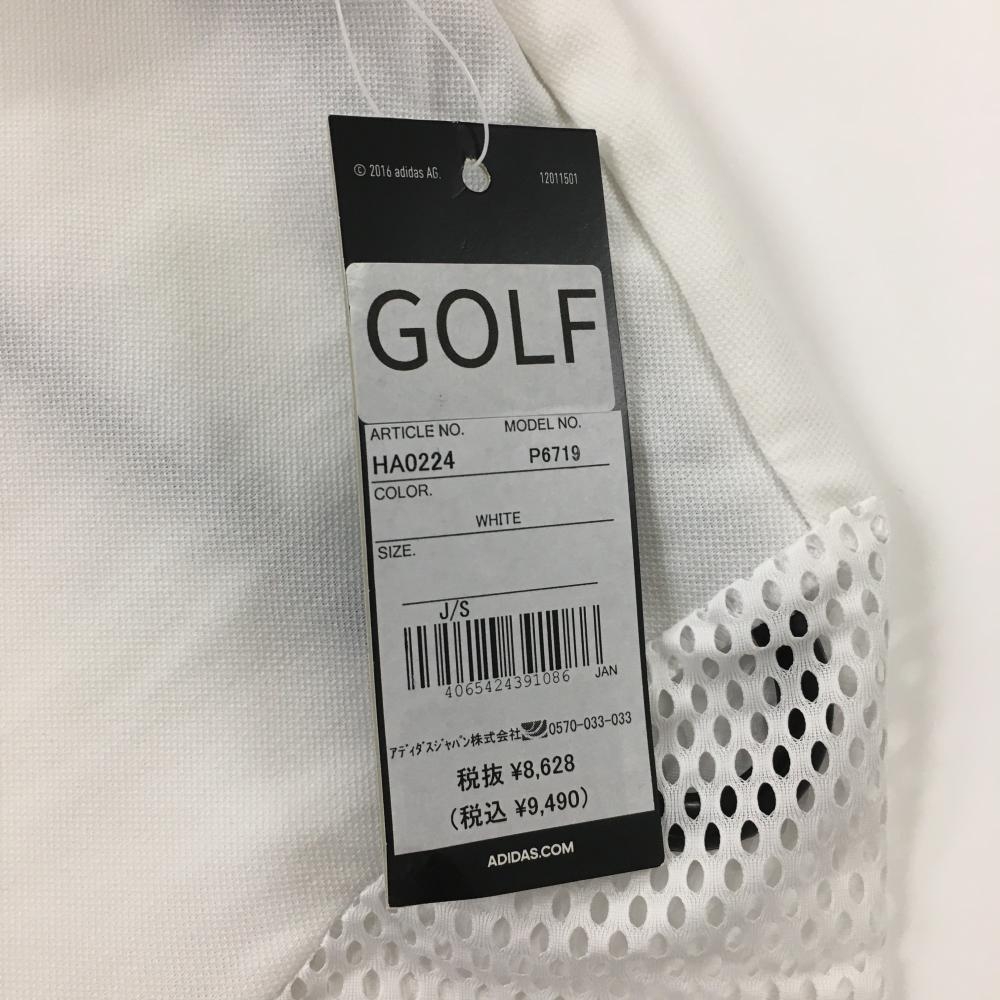 © 2016 adidas AG. 12011501
GOLF
ARTICLE NO. MODEL NO.
HA0224 P6719
COLOR.
WHITE
SIZE.
J/S
4065424391086 JAN
ｱﾃﾞｨﾀﾞｽｼﾞｬﾊﾟﾝ株式会社 0570-033-033
税抜 ¥8,628
(税込 ¥9,490)
ADIDAS.COM